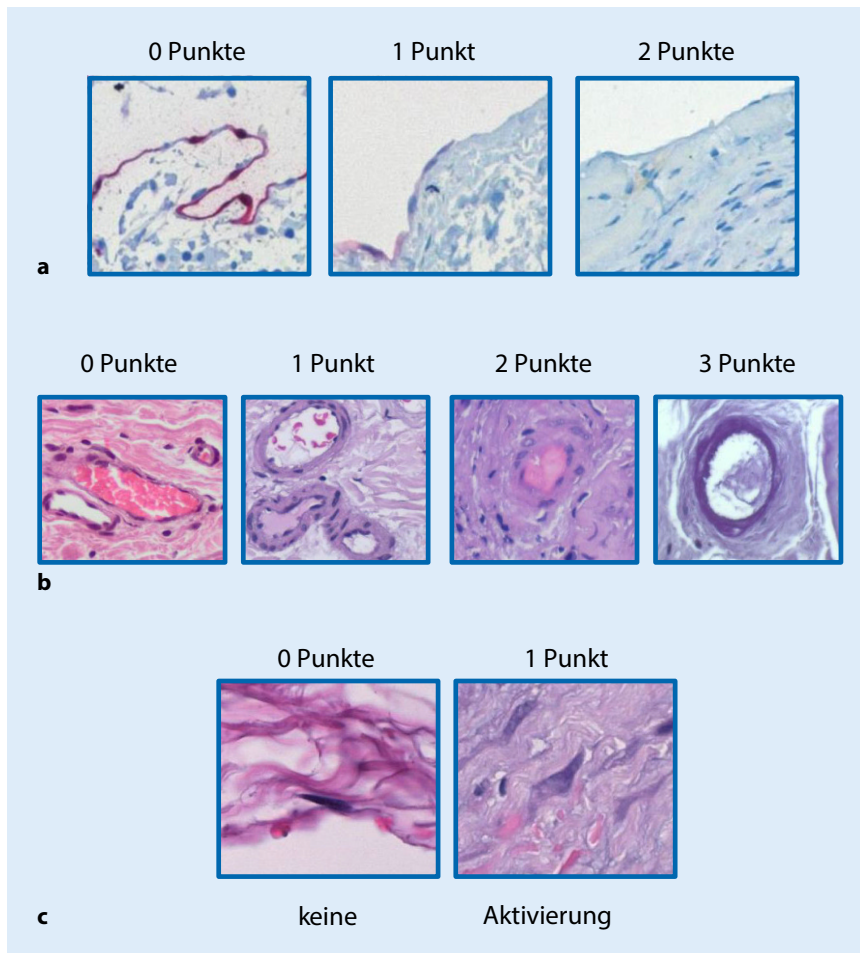 0 Punkte 1 Punkt 2 Punkte
a
0 Punkte 1 Punkt 2 Punkte 3 Punkte
b
0 Punkte 1 Punkt
c keine Aktivierung